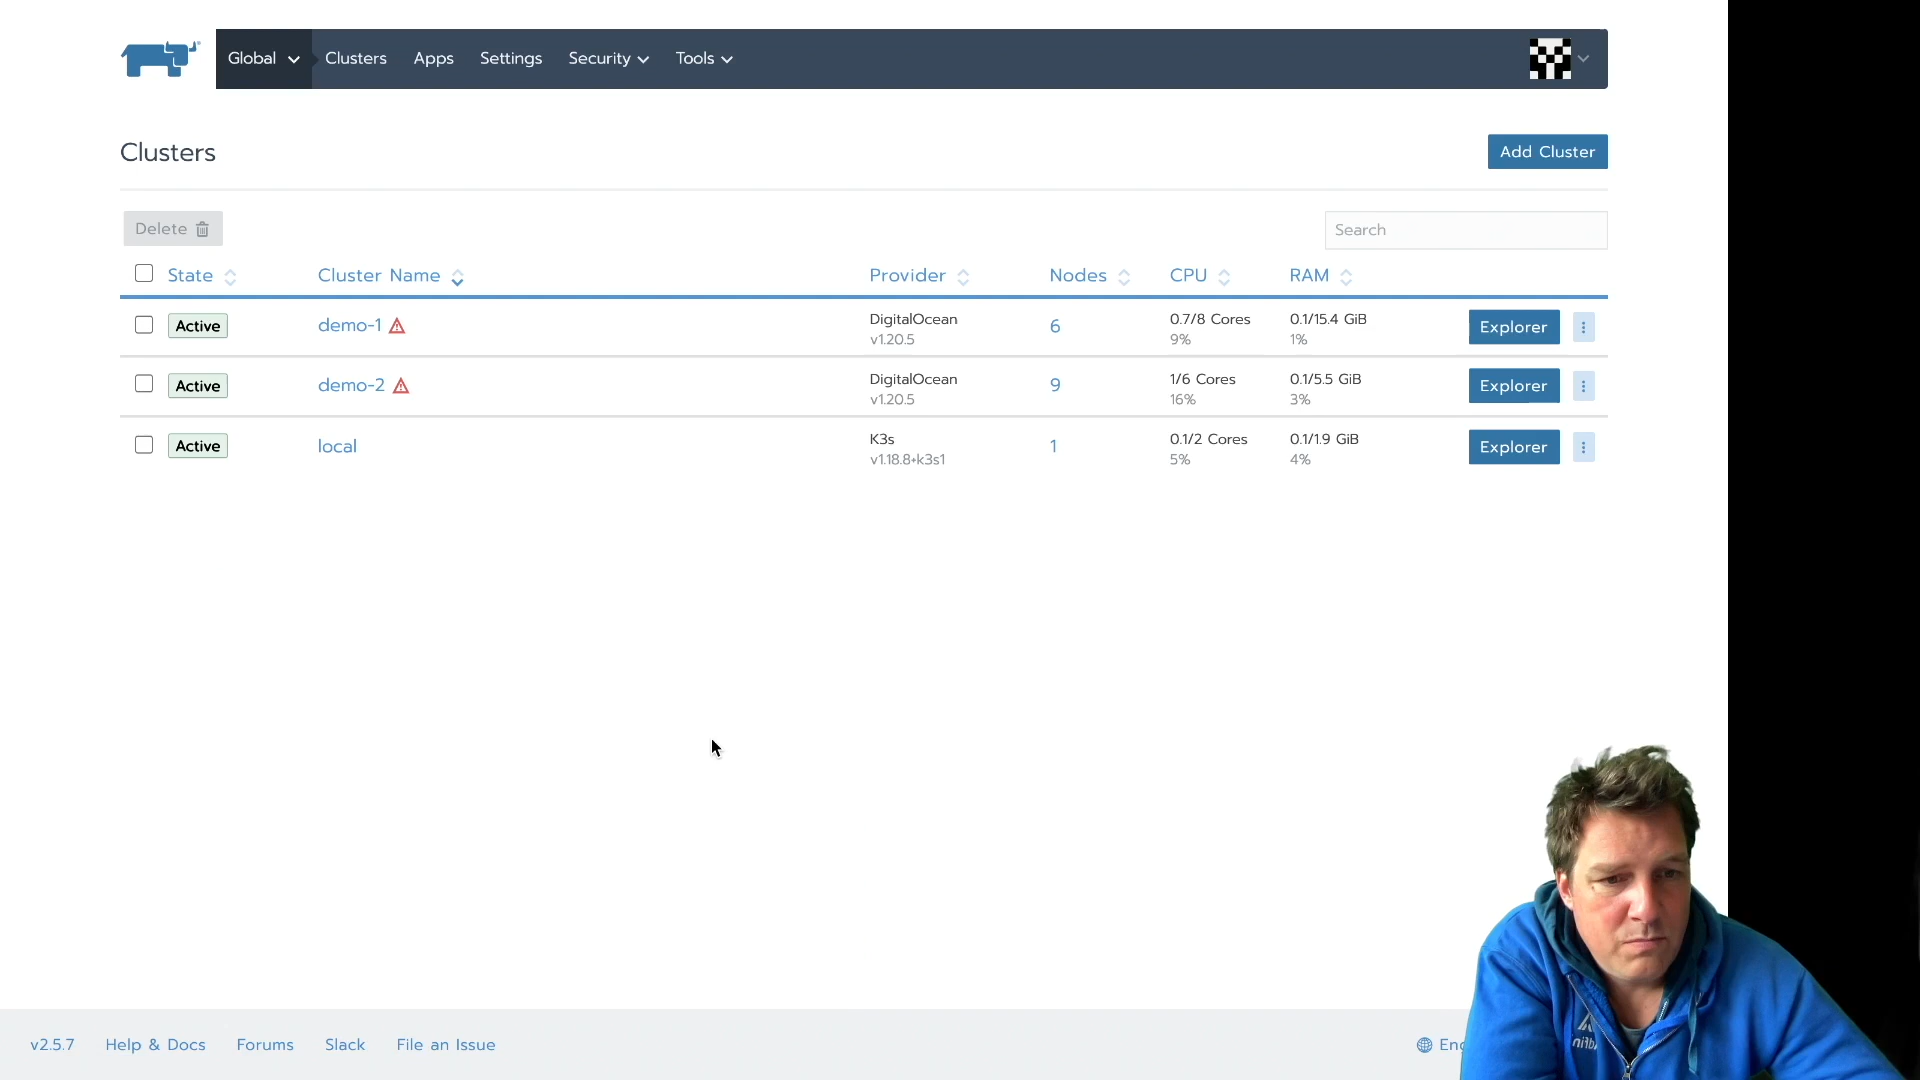 Global Clusters Apps Settings Security Tools
Clusters
Add Cluster
Delete
Search
State Cluster Name Provider Nodes CPU RAM
Active demo-1 DigitalOcean 6 0.7/8 Cores 0.1/15.4 GiB Explorer
v1.20.5 9% 1%
Active demo-2 DigitalOcean 9 1/6 Cores 0.1/5.5 GiB Explorer
v1.20.5 16% 3%
Active local K3s 1 0.1/2 Cores 0.1/1.9 GiB Explorer
v1.18.8+k3s1 5% 4%
v2.5.7 Help & Docs Forums Slack File an Issue